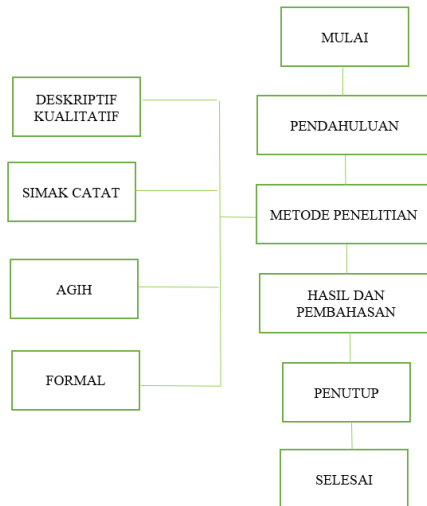 MULAI
PENDAHULUAN
METODE PENELITIAN
HASIL DAN
PEMBAHASAN
PENUTUP
SELESAI
DESKRIPTIF
KUALITATIF
SIMAK CATAT
AGIH
FORMAL